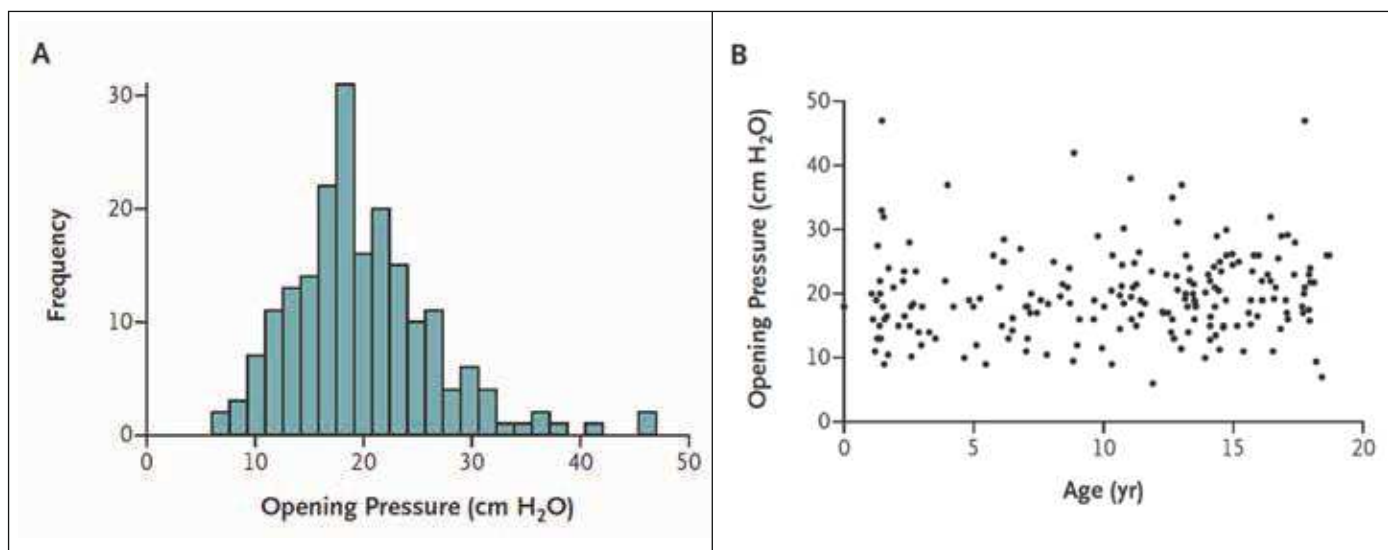 A
Frequency
30
20
10
0
0 10 20 30 40 50
Opening Pressure (cm H₂O)
B
Opening Pressure (cm H₂O)
50
40
30
20
10
0
0 5 10 15 20
Age (yr)